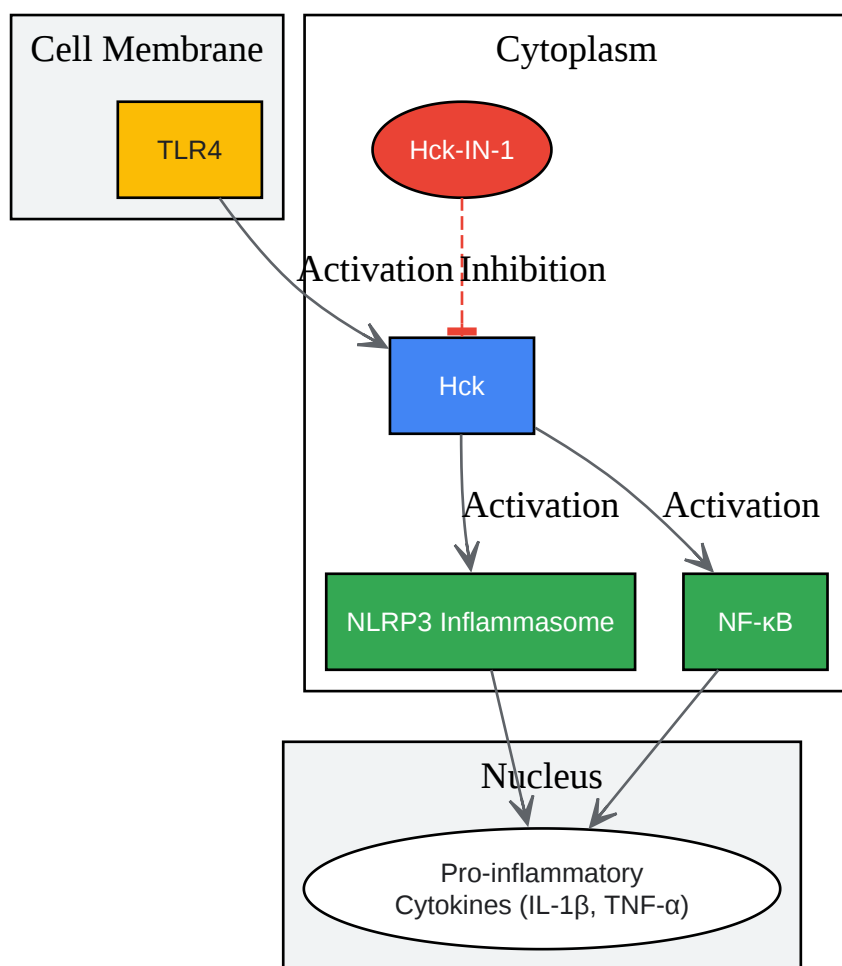 Cell Membrane
Cytoplasm
TLR4
Hck-IN-1
Activation
Inhibition
Hck
Activation
Activation
NLRP3 Inflammasome
NF-κB
Nucleus
Pro-inflammatory
Cytokines (IL-1β, TNF-α)